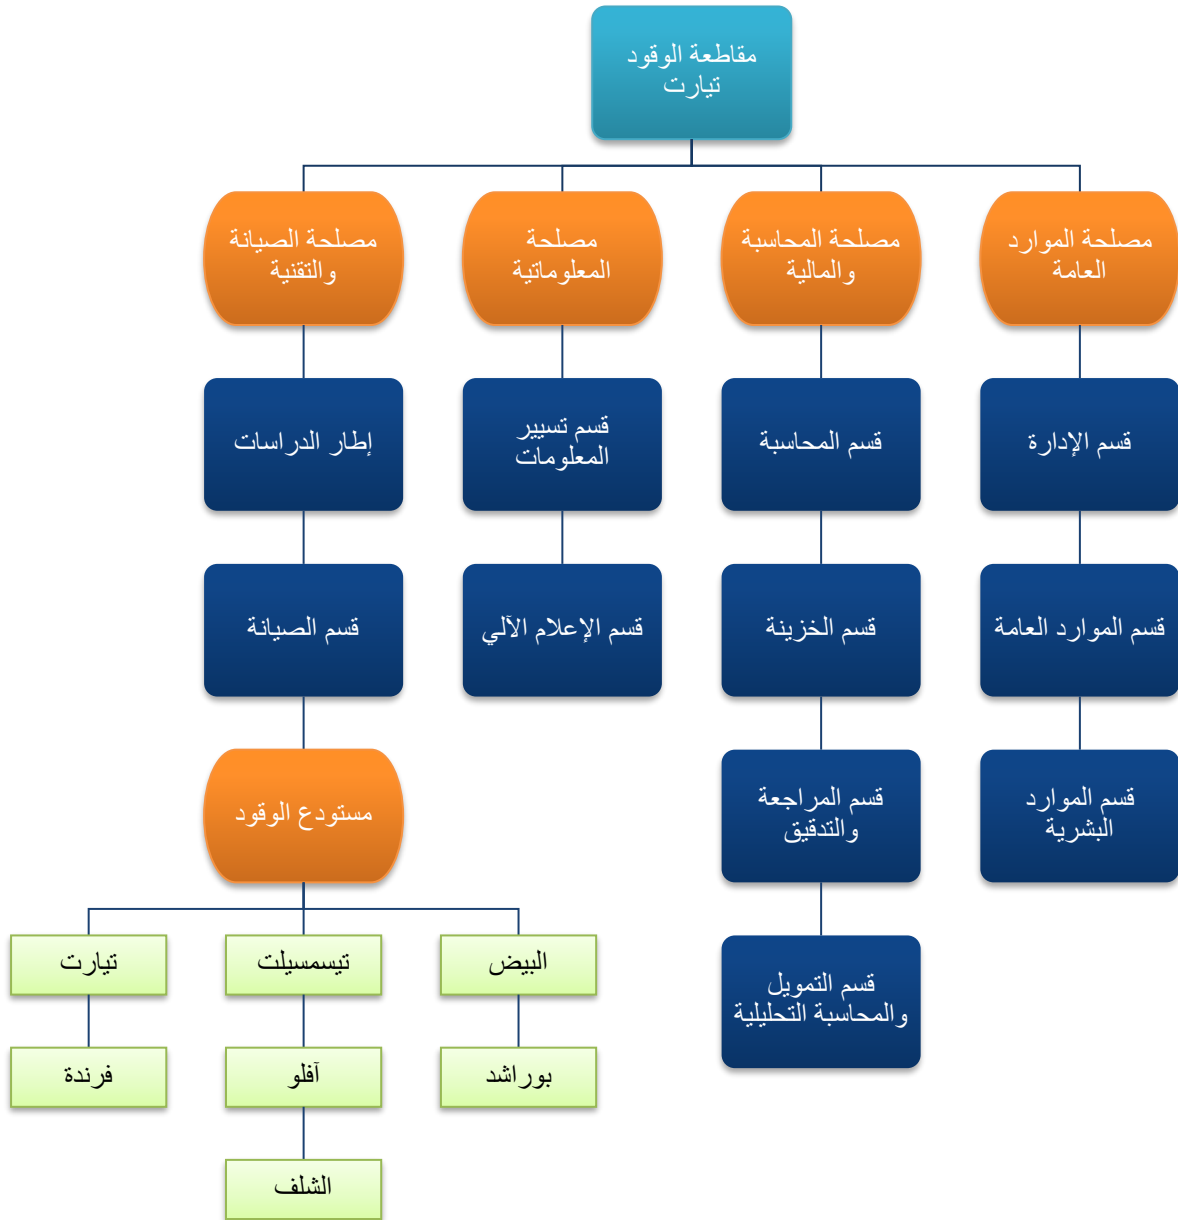 مقاطعة الوقود
تيارت
مصلحة الموارد
العامة
مصلحة المحاسبة
والمالية
مصلحة
المعلوماتية
مصلحة الصيانة
والتقنية
قسم الإدارة
قسم المحاسبة
قسم تسيير
المعلومات
إطار الدراسات
قسم الموارد العامة
قسم الخزينة
قسم الإعلام الآلي
قسم الصيانة
قسم الموارد
البشرية
قسم المراجعة
والتدقيق
مستودع الوقود
قسم التمويل
والمحاسبة التحليلية
البيض
تيسمسيلت
تيارت
بوراشد
آفلو
فرندة
الشلف